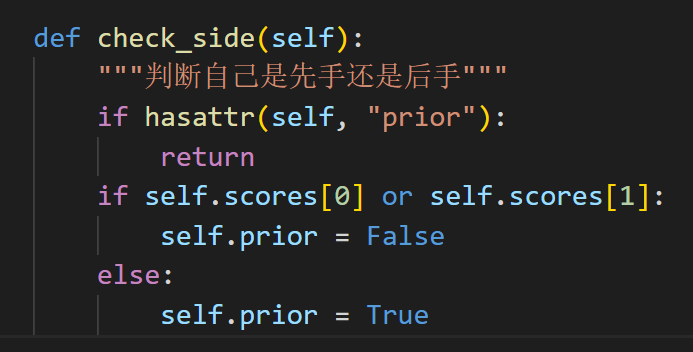 def check_side(self):
    """判断自己是先手还是后手"""
    if hasattr(self, "prior"):
        return
    if self.scores[0] or self.scores[1]:
        self.prior = False
    else:
        self.prior = True